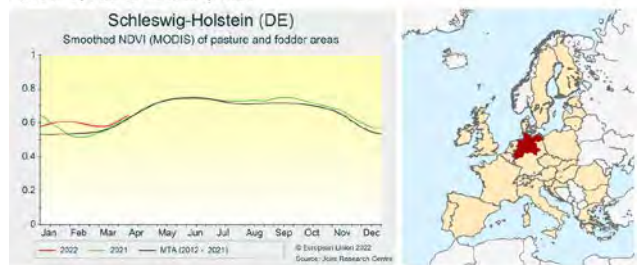 Schleswig-Holstein (DE)
Smoothed NDVI (MODIS) of pasture and fodder areas
1
0.8
0.6
0.4
0.2
0
Jan Feb Mar Apr May Jun Jul Aug Sep Oct Nov Dec
2022 2021 MTA (2012 - 2021)
© European Union 2022
Source: Joint Research Centre